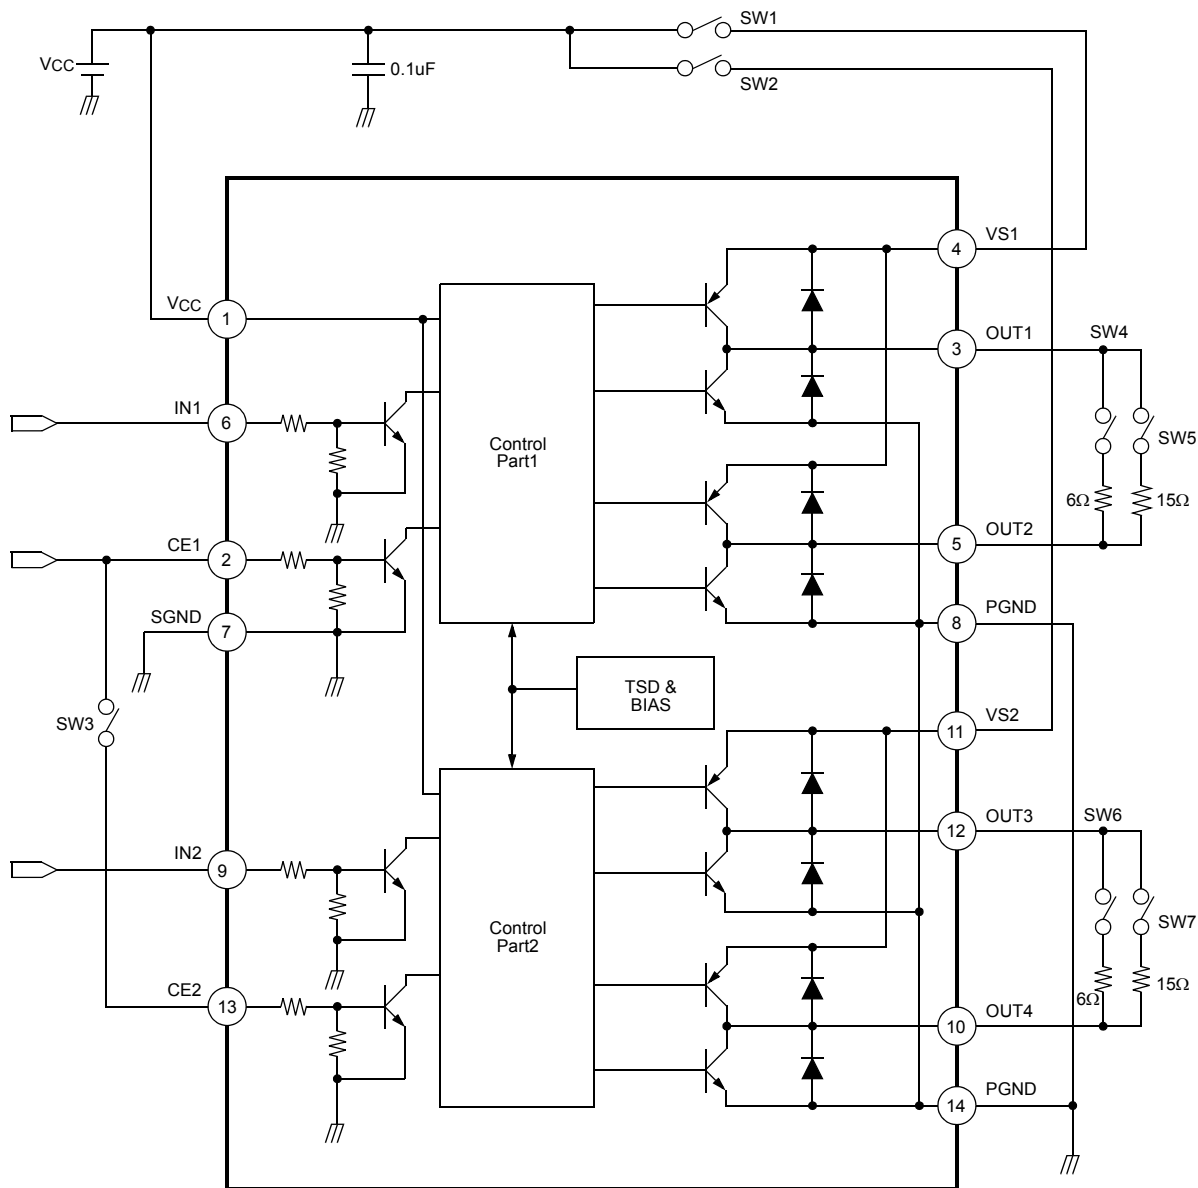 SW1
VCC
0.1uF
SW2
4
VS1
VCC
1
3
OUT1
SW4
IN1
6
Control
Part1
SW5
6Ω
15Ω
CE1
2
5
OUT2
SGND
7
8
PGND
TSD &
BIAS
SW3
11
VS2
12
OUT3
SW6
IN2
9
Control
Part2
SW7
6Ω
15Ω
CE2
13
10
OUT4
14
PGND